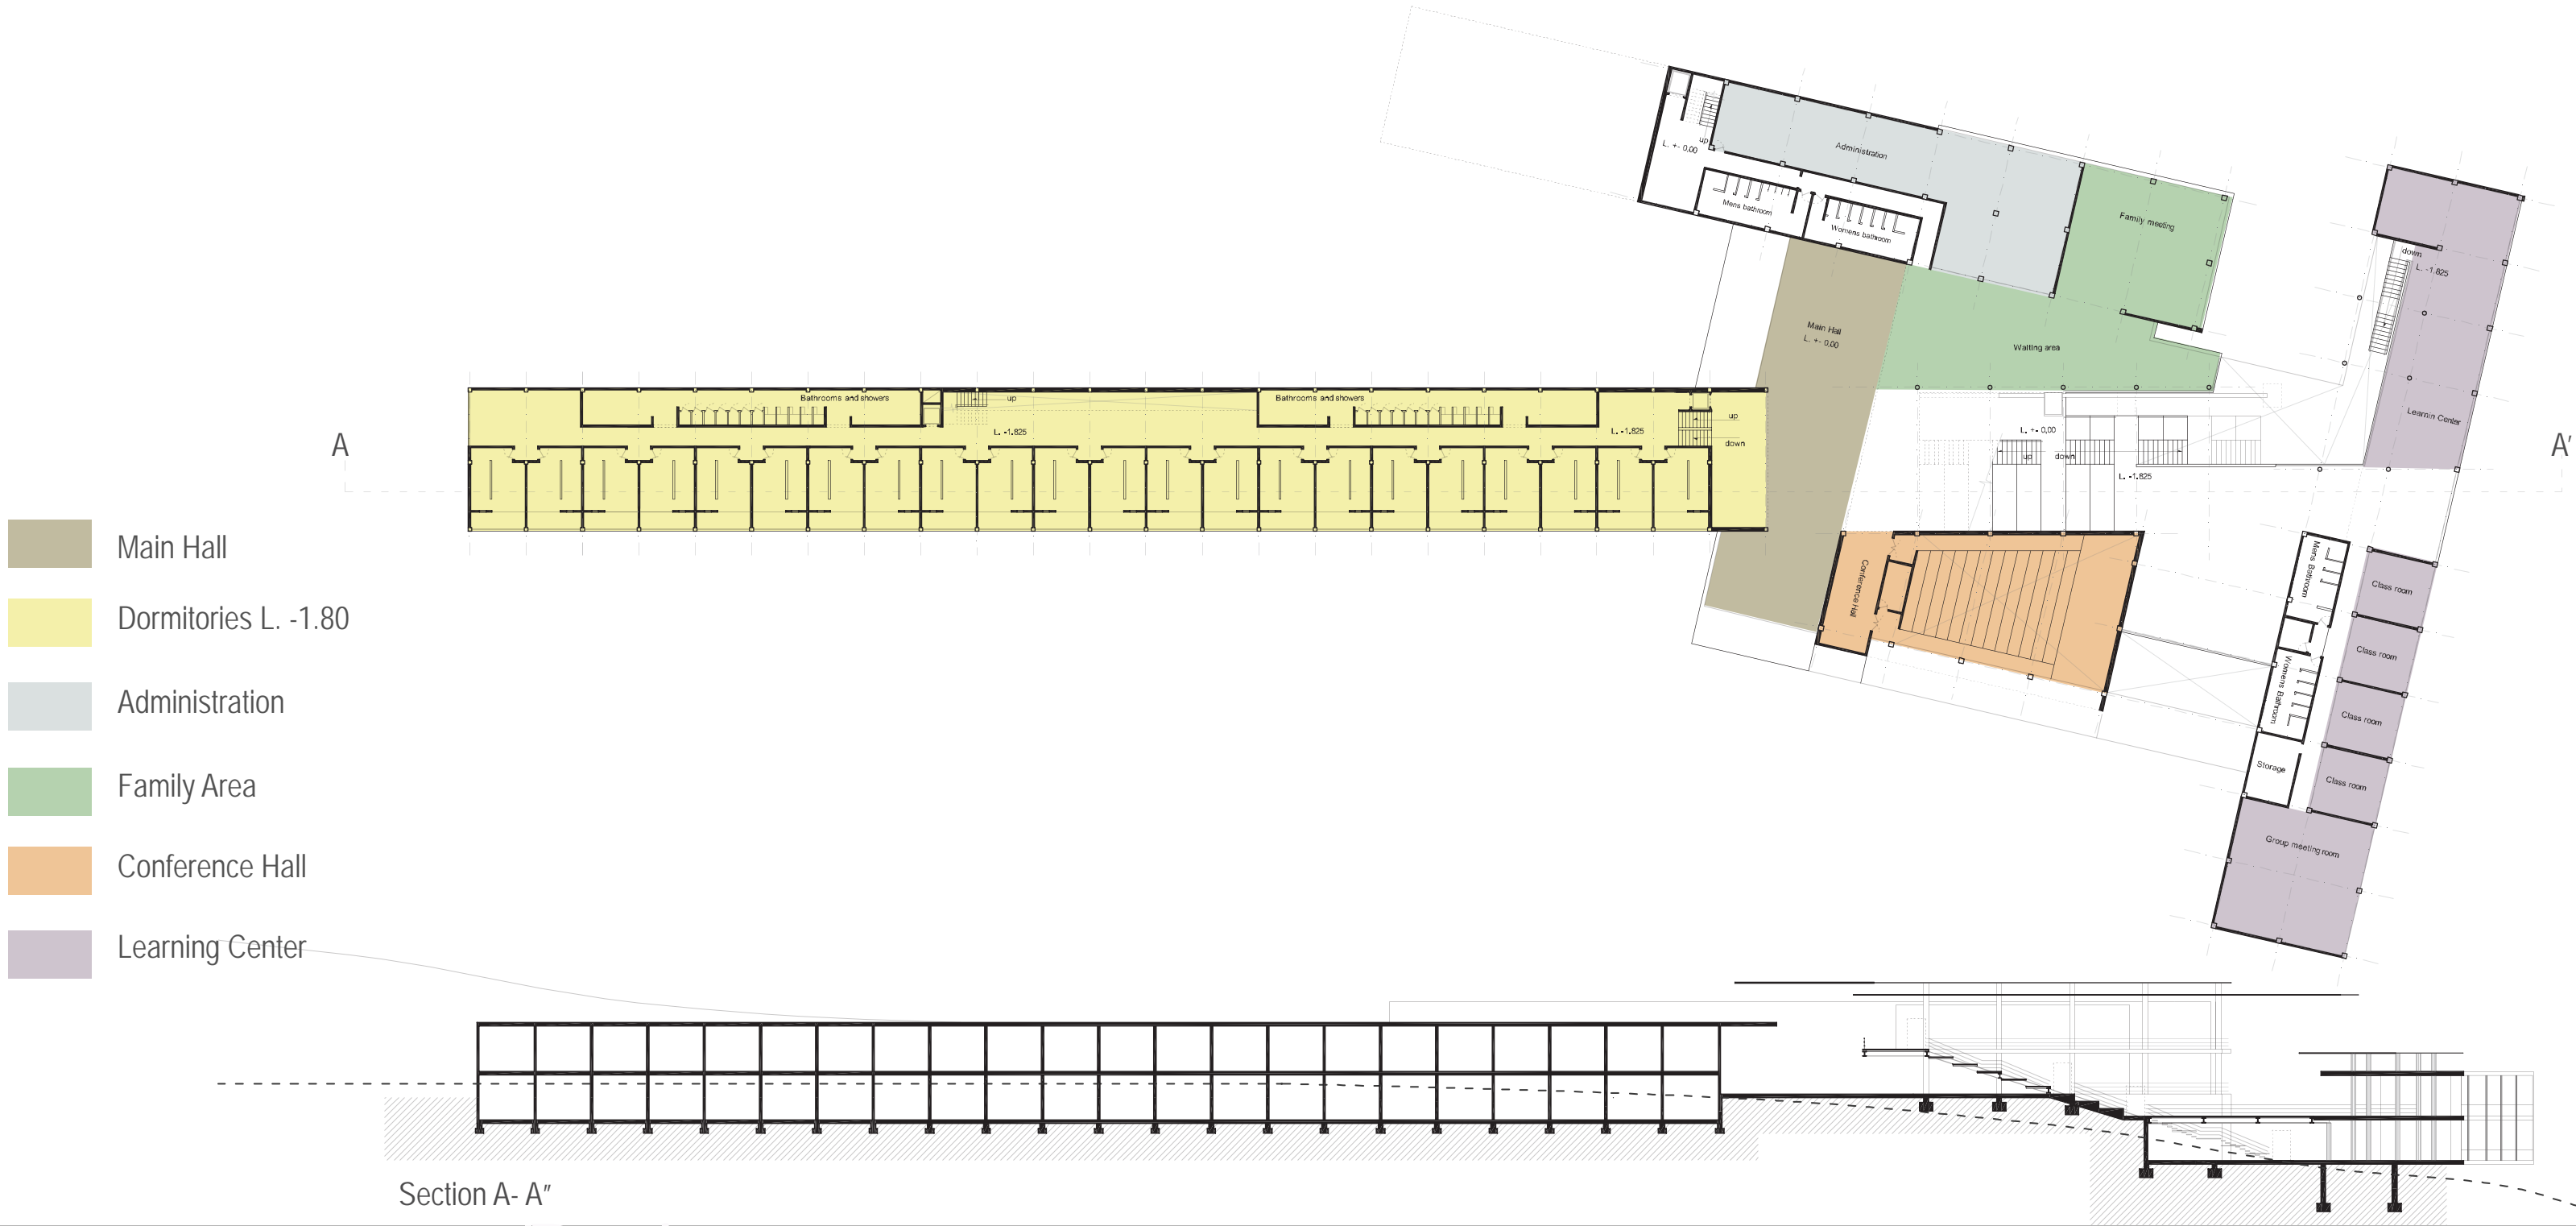 up
L. +- 0,00
Administration
Mens bathroom
Womens bathroom
Family meeting
down
L. -1.825
Main Hall
L. +- 0,00
Waiting area
Bathrooms and showers
up
Bathrooms and showers
up
L. -1.825
L. -1.825
down
L. +- 0,00
up
down
L. -1.825
Learnin Center
A
A'
Conference Hall
Mens Bathroom
Womens Bathroom
Storage
Class room
Class room
Class room
Class room
Group meeting room
Main Hall
Dormitories L. -1.80
Administration
Family Area
Conference Hall
Learning Center
Section A- A"